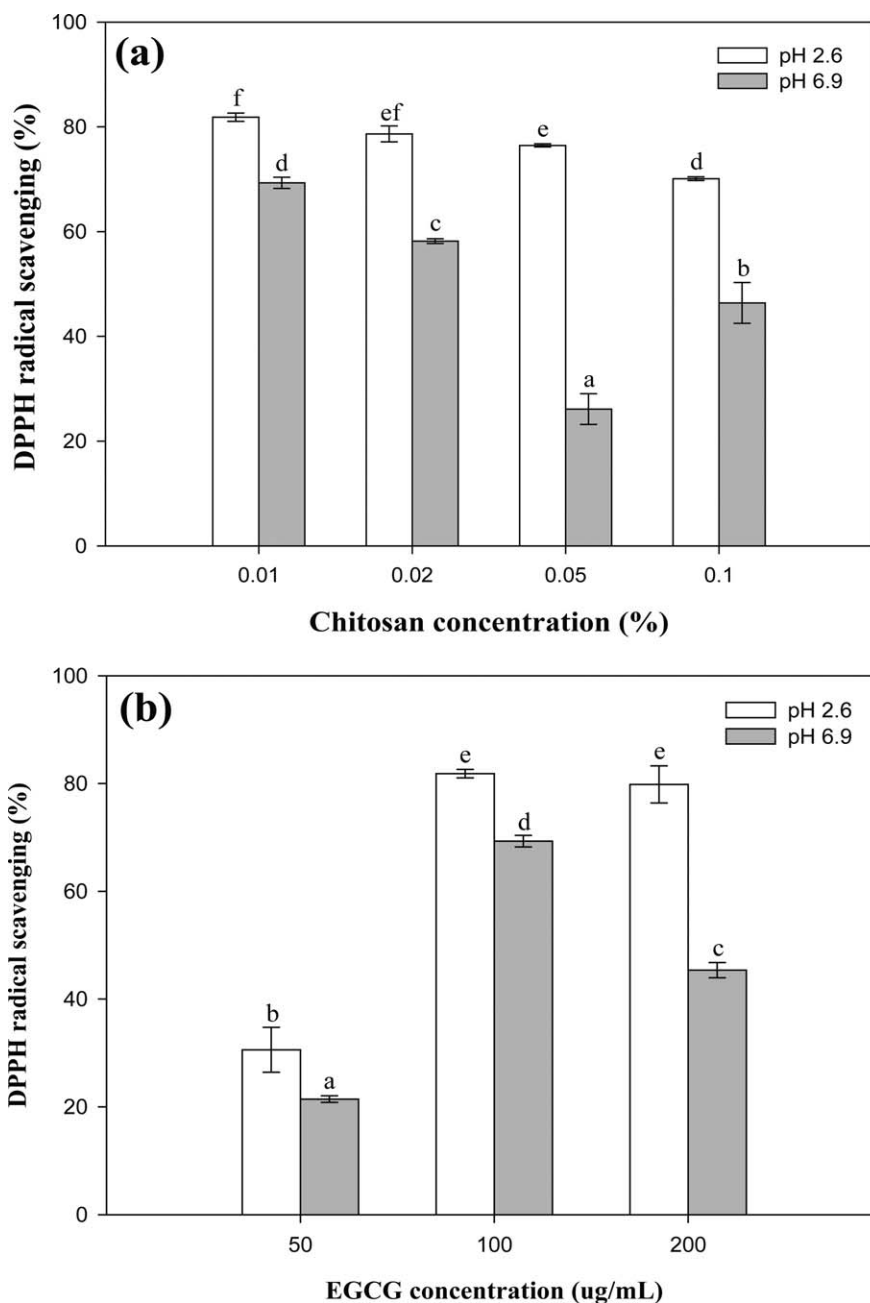 (a)
pH 2.6
pH 6.9
DPPH radical scavenging (%)
100
80
60
40
20
0
f
d
ef
c
e
a
d
b
0.01 0.02 0.05 0.1
Chitosan concentration (%)
(b)
pH 2.6
pH 6.9
DPPH radical scavenging (%)
100
80
60
40
20
0
b
a
e
d
e
c
50 100 200
EGCG concentration (ug/mL)